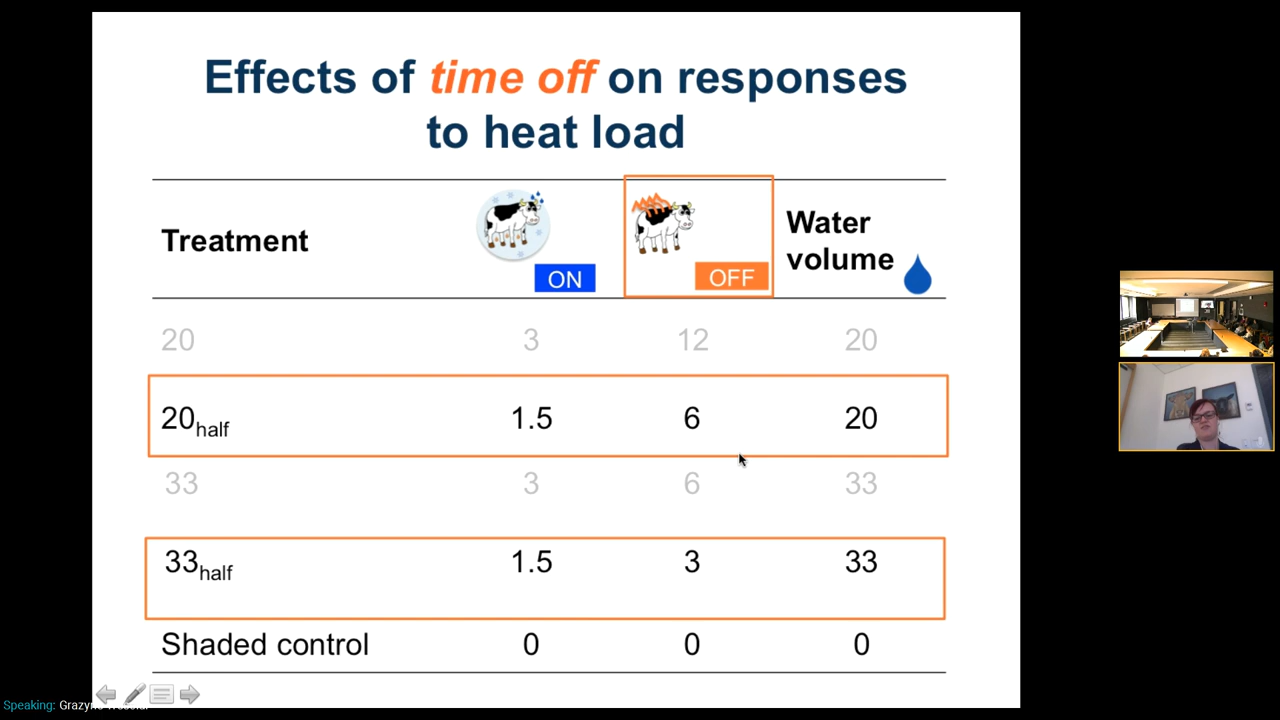 Effects of time off on responses
to heat load
Treatment
ON
OFF
Water
volume
20 3 12 20
20half 1.5 6 20
33 3 6 33
33half 1.5 3 33
Shaded control 0 0 0
Speaking: